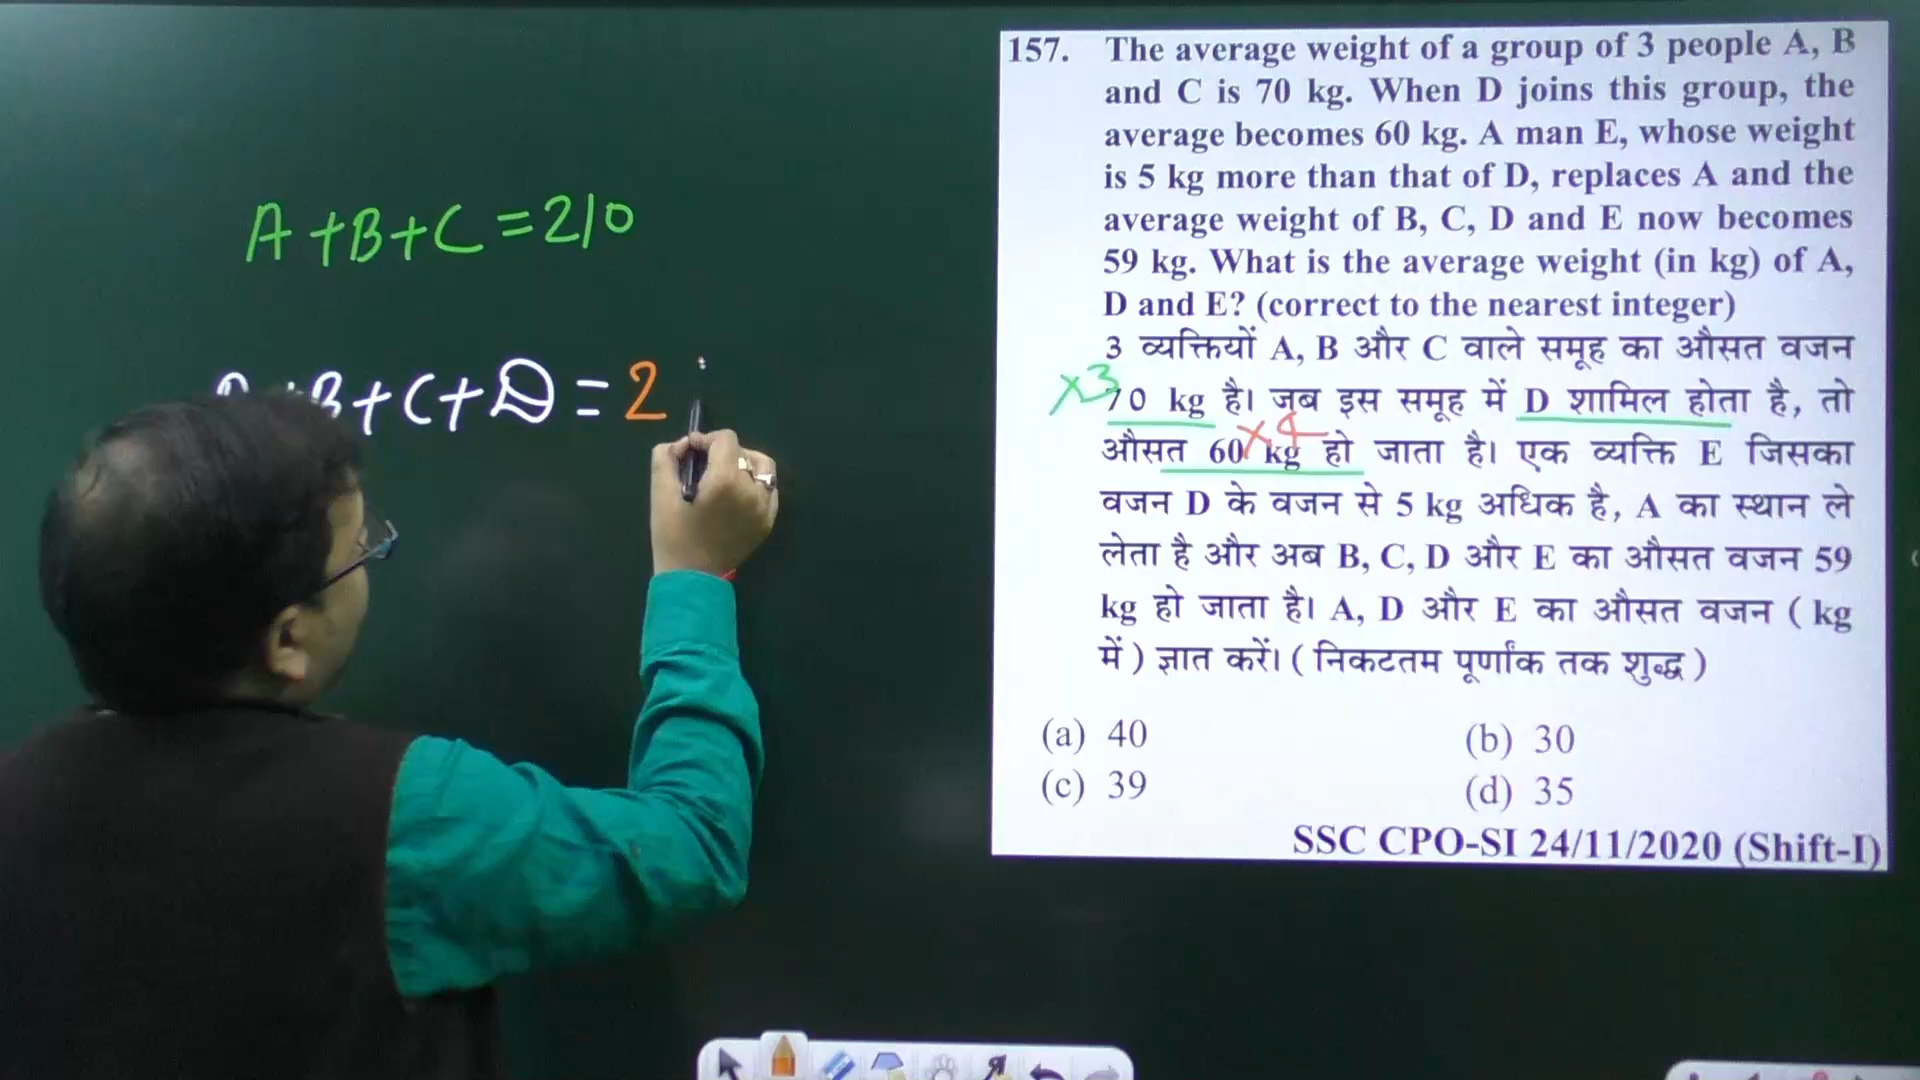 A+B+C=210
B+C+D=2
157. The average weight of a group of 3 people A, B
and C is 70 kg. When D joins this group, the
average becomes 60 kg. A man E, whose weight
is 5 kg more than that of D, replaces A and the
average weight of B, C, D and E now becomes
59 kg. What is the average weight (in kg) of A,
D and E? (correct to the nearest integer)
3 व्यक्तियों A, B और C वाले समूह का औसत वजन
×3
70 kg है। जब इस समूह में D शामिल होता है, तो
×4
औसत 60 kg हो जाता है। एक व्यक्ति E जिसका
वजन D के वजन से 5 kg अधिक है, A का स्थान ले
लेता है और अब B, C, D और E का औसत वजन 59
kg हो जाता है। A, D और E का औसत वजन ( kg
में ) ज्ञात करें। ( निकटतम पूर्णांक तक शुद्ध )
(a) 40 (b) 30
(c) 39 (d) 35
SSC CPO-SI 24/11/2020 (Shift-I)